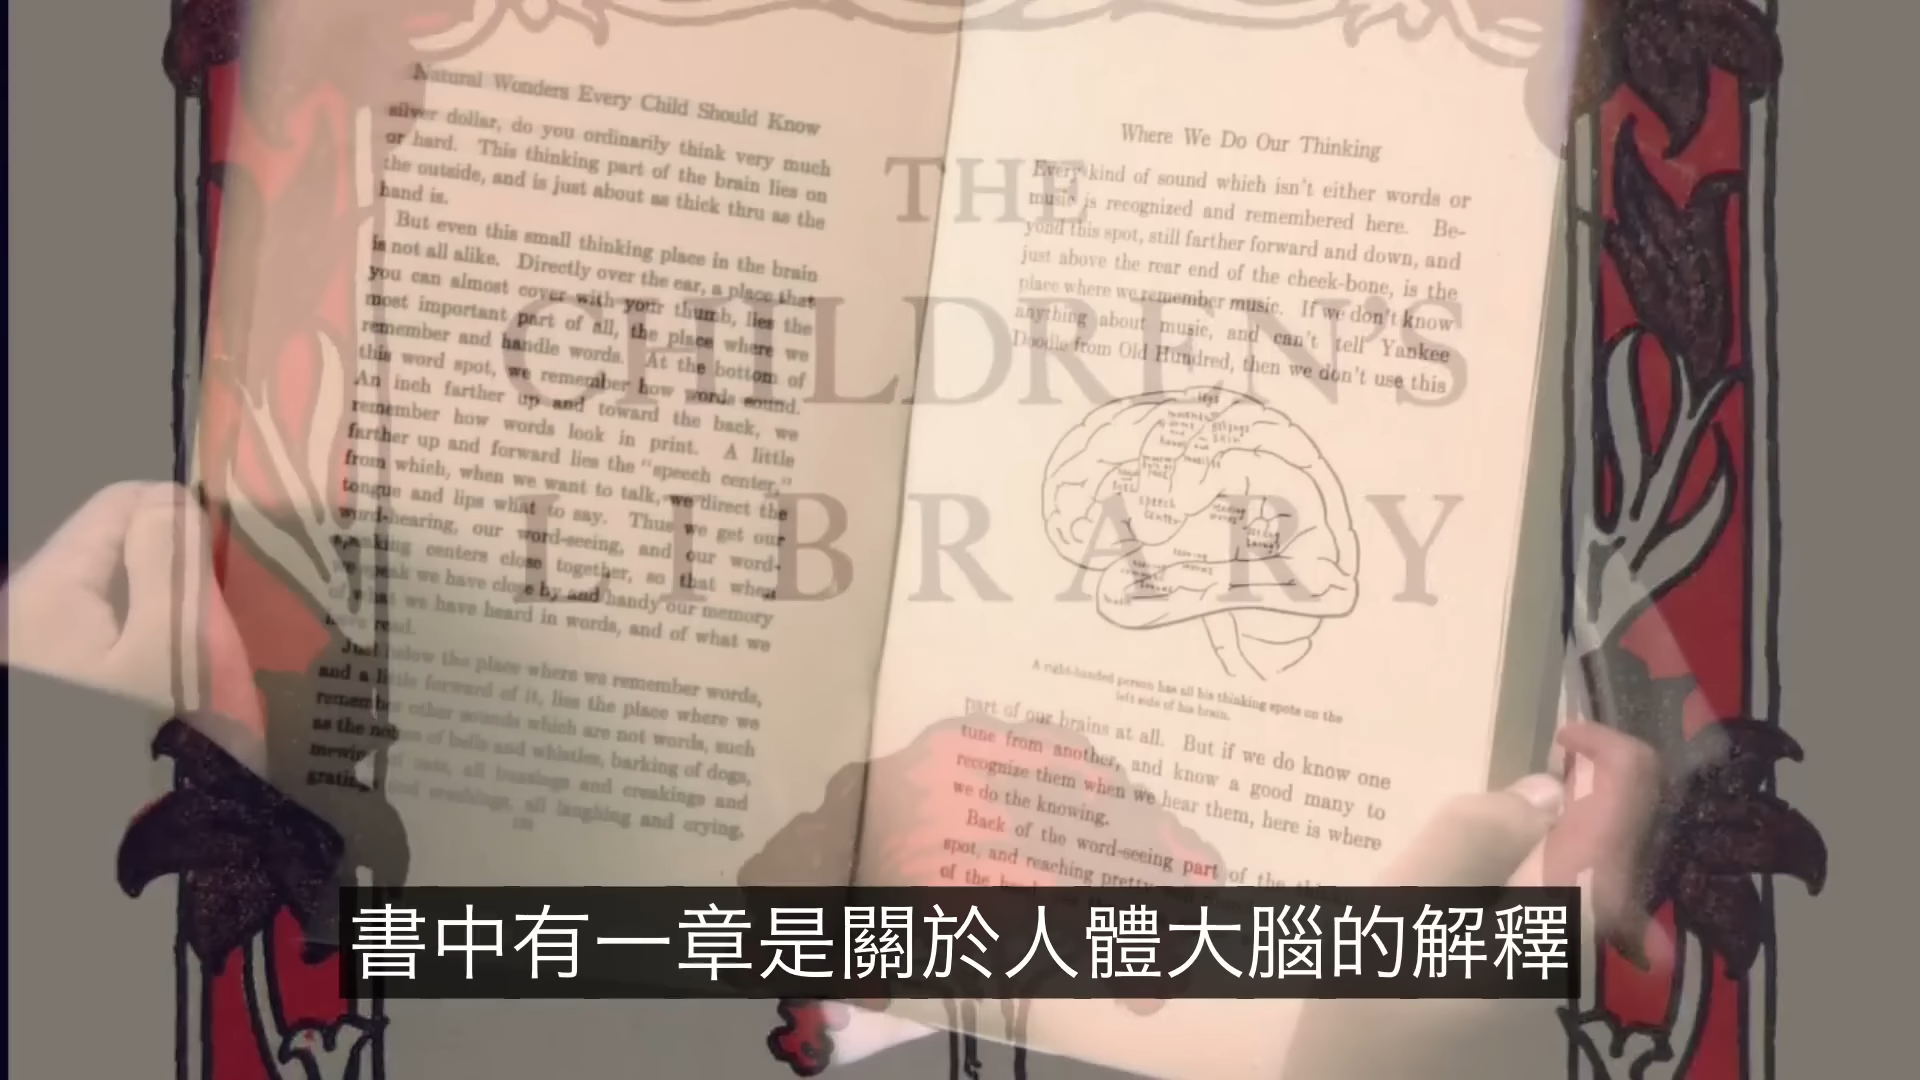 Natural Wonders Every Child Should Know
silver dollar, do you ordinarily think very much
or hard. This thinking part of the brain lies on
the outside, and is just about as thick thru as the
hand is.
But even this small thinking place in the brain
is not all alike. Directly over the ear, a place that
you can almost cover with your thumb, lies the
most important part of all, the place where we
remember and handle words. At the bottom of
this word spot, we remember how words sound.
An inch farther up and toward the back, we
remember how words look in print. A little
farther up and forward lies the "speech center,"
from which, when we want to talk, we direct the
tongue and lips what to say. Thus we get our
word-hearing, our word-seeing, and our word-
speaking centers close together, so that when
we speak we have close by and handy our memory
of what we have heard in words, and of what we
have read.
Just below the place where we remember words,
and a little forward of it, lies the place where we
remember other sounds which are not words, such
as the noises of bells and whistles, barking of dogs,
mewing of cats, all buzzings and creakings and
gratings and crashings, all laughing and crying.
Where We Do Our Thinking
Every kind of sound which isn't either words or
music is recognized and remembered here. Be-
yond this spot, still farther forward and down, and
just above the rear end of the cheek-bone, is the
place where we remember music. If we don't know
anything about music, and can't tell Yankee
Doodle from Old Hundred, then we don't use this
legs
speech
center
A right-handed person has all his thinking spots on the
left side of his brain.
part of our brains at all. But if we do know one
tune from another, and know a good many to
recognize them when we hear them, here is where
we do the knowing.
Back of the word-seeing part of the
spot, and reaching pretty
of the
THE
CHILDREN'S
LIBRARY
書中有一章是關於人體大腦的解釋